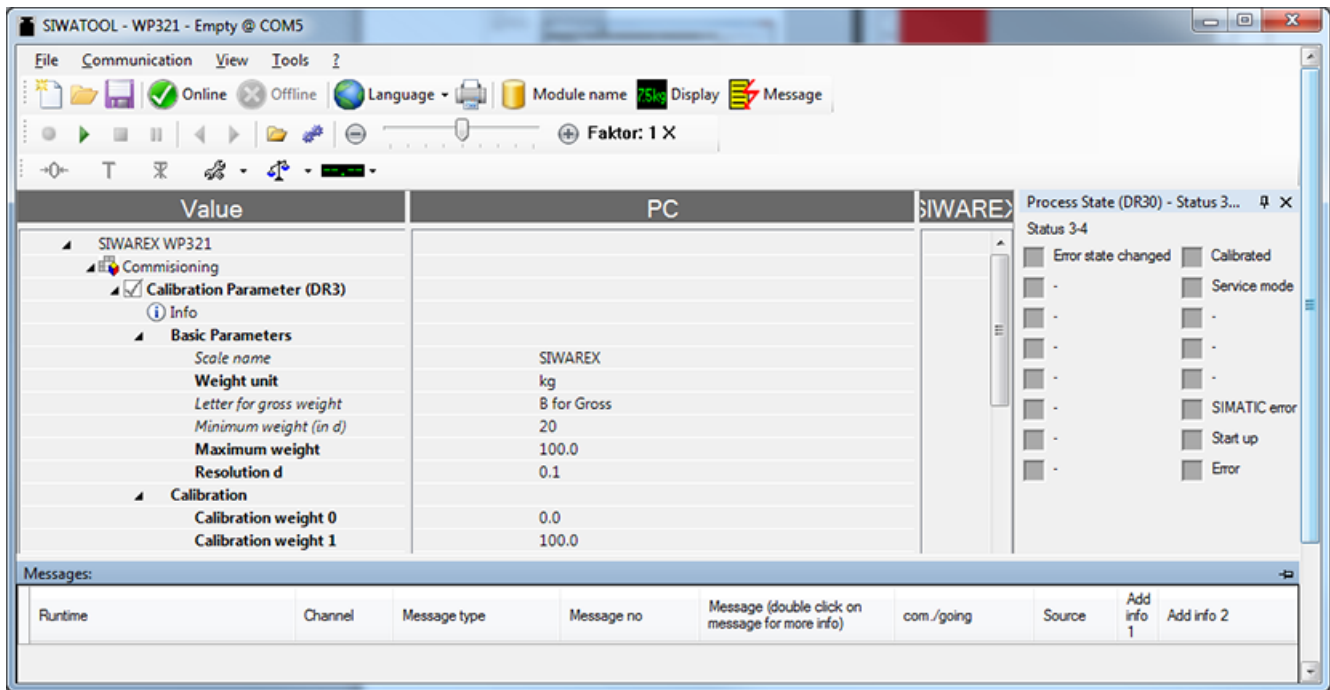 SIWATOOL - WP321 - Empty @ COM5
File Communication View Tools ?
Online Offline Language Module name 75kg Display Message
Faktor: 1 X
→0← T
Value PC SIWAREX
SIWAREX WP321
Commisioning
Calibration Parameter (DR3)
Info
Basic Parameters
Scale name SIWAREX
Weight unit kg
Letter for gross weight B for Gross
Minimum weight (in d) 20
Maximum weight 100.0
Resolution d 0.1
Calibration
Calibration weight 0 0.0
Calibration weight 1 100.0
Process State (DR30) - Status 3...
Status 3-4
Error state changed Calibrated
- Service mode
- -
- -
- -
- SIMATIC error
- Start up
- Error
Messages:
Runtime Channel Message type Message no Message (double click on message for more info) com./going Source Add info 1 Add info 2